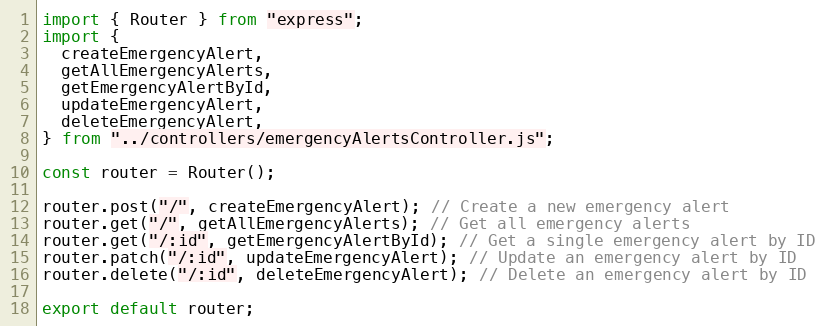 1 import { Router } from "express";
2 import {
3   createEmergencyAlert,
4   getAllEmergencyAlerts,
5   getEmergencyAlertById,
6   updateEmergencyAlert,
7   deleteEmergencyAlert,
8 } from "../controllers/emergencyAlertsController.js";
9
10 const router = Router();
11
12 router.post("/", createEmergencyAlert); // Create a new emergency alert
13 router.get("/", getAllEmergencyAlerts); // Get all emergency alerts
14 router.get("/:id", getEmergencyAlertById); // Get a single emergency alert by ID
15 router.patch("/:id", updateEmergencyAlert); // Update an emergency alert by ID
16 router.delete("/:id", deleteEmergencyAlert); // Delete an emergency alert by ID
17
18 export default router;